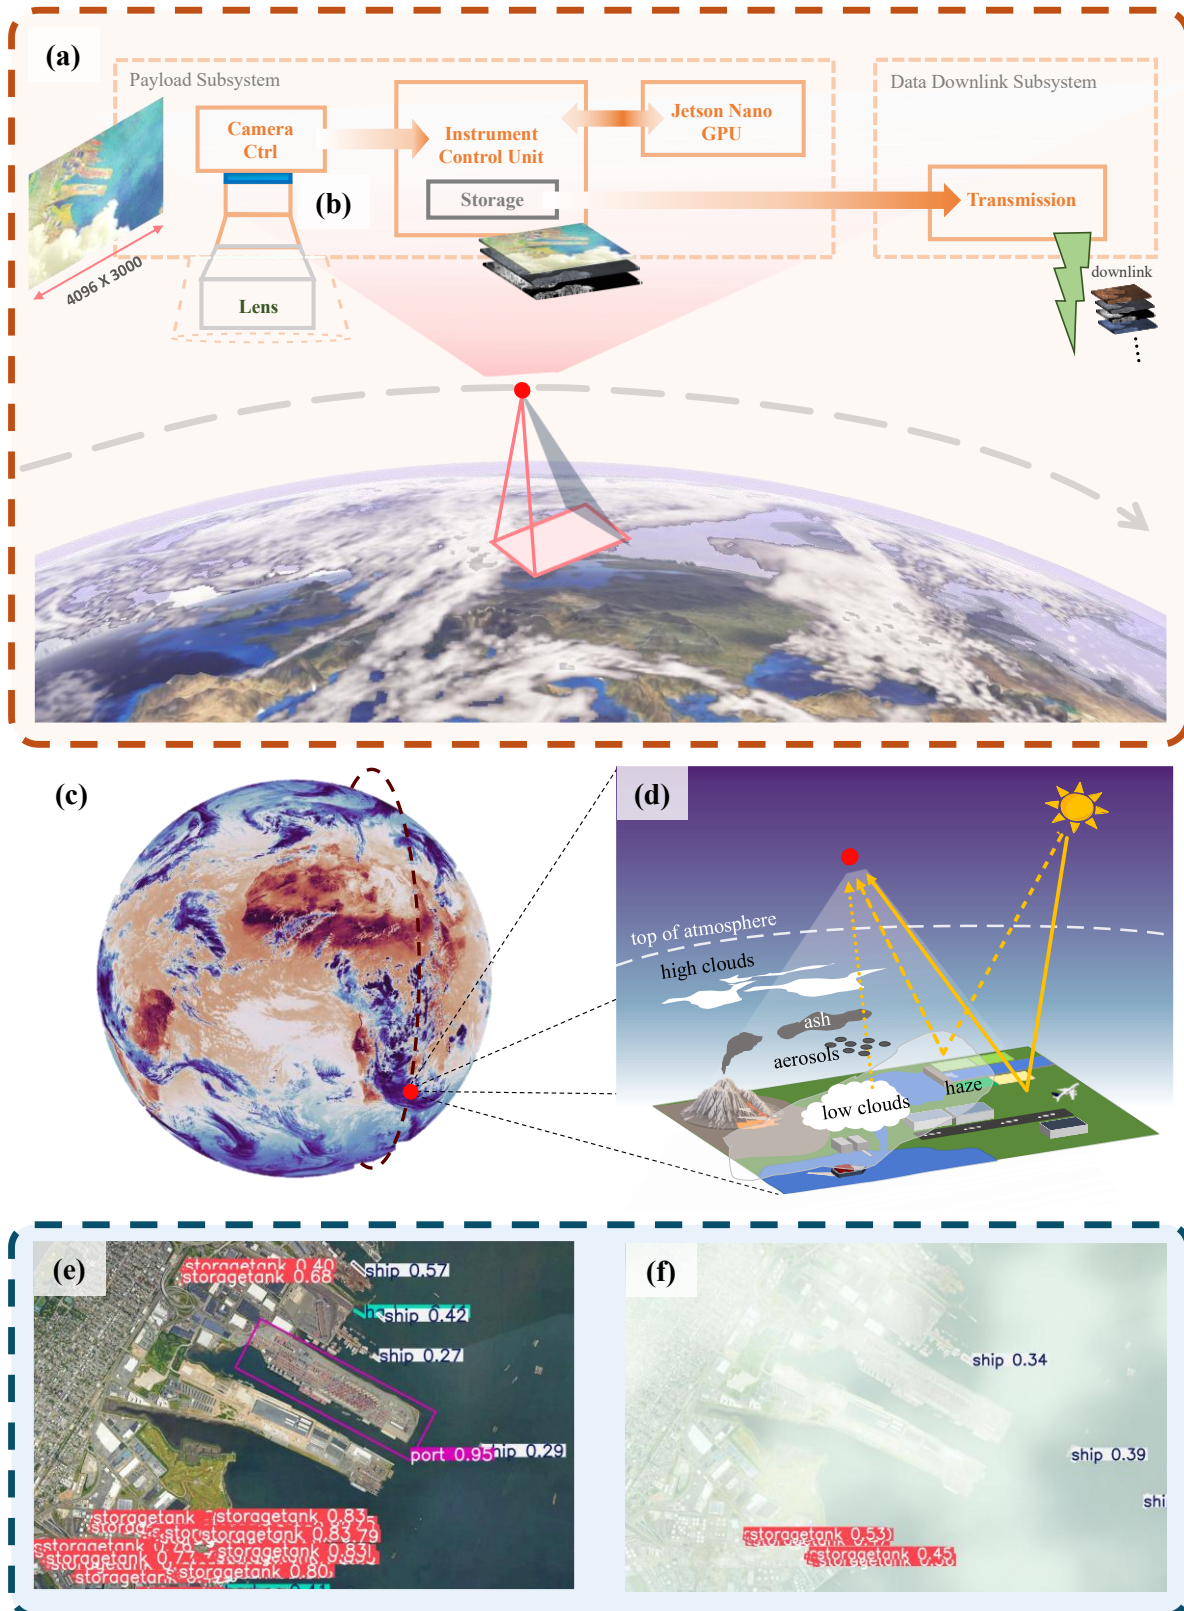 (a)
Payload Subsystem
Data Downlink Subsystem
Camera
Ctrl
Instrument
Control Unit
Jetson Nano
GPU
(b)
Storage
Transmission
4096 X 3000
Lens
downlink
(c)
(d)
top of atmosphere
high clouds
ash
aerosols
haze
low clouds
(e)
storagetank 0.40
storagetank 0.68
ship 0.57
ship 0.42
ship 0.27
port 0.95
ship 0.29
storagetank 0.83
storagetank 0.83
storagetank 0.83
storagetank 0.80
(f)
ship 0.34
ship 0.39
storagetank 0.53
storagetank 0.45